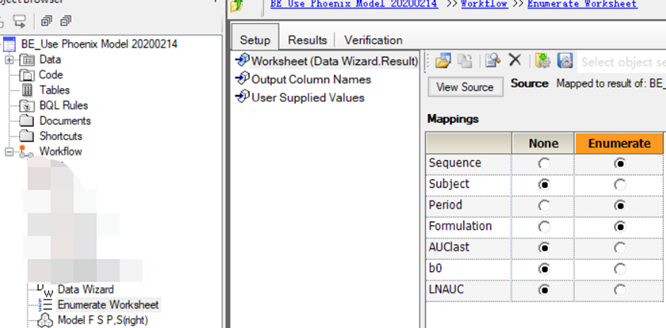 Object Browser
BE_Use Phoenix Model 20200214
Data
Code
Tables
BQL Rules
Documents
Shortcuts
Workflow
Data Wizard
Enumerate Worksheet
Model F S P,S(right)
BE_Use Phoenix Model 20200214 >> Workflow >> Enumerate Worksheet
Setup Results Verification
Worksheet (Data Wizard.Result)
Output Column Names
User Supplied Values
Select object se
View Source Source Mapped to result of: BE_
Mappings
None Enumerate
Sequence
Subject
Period
Formulation
AUClast
b0
LNAUC